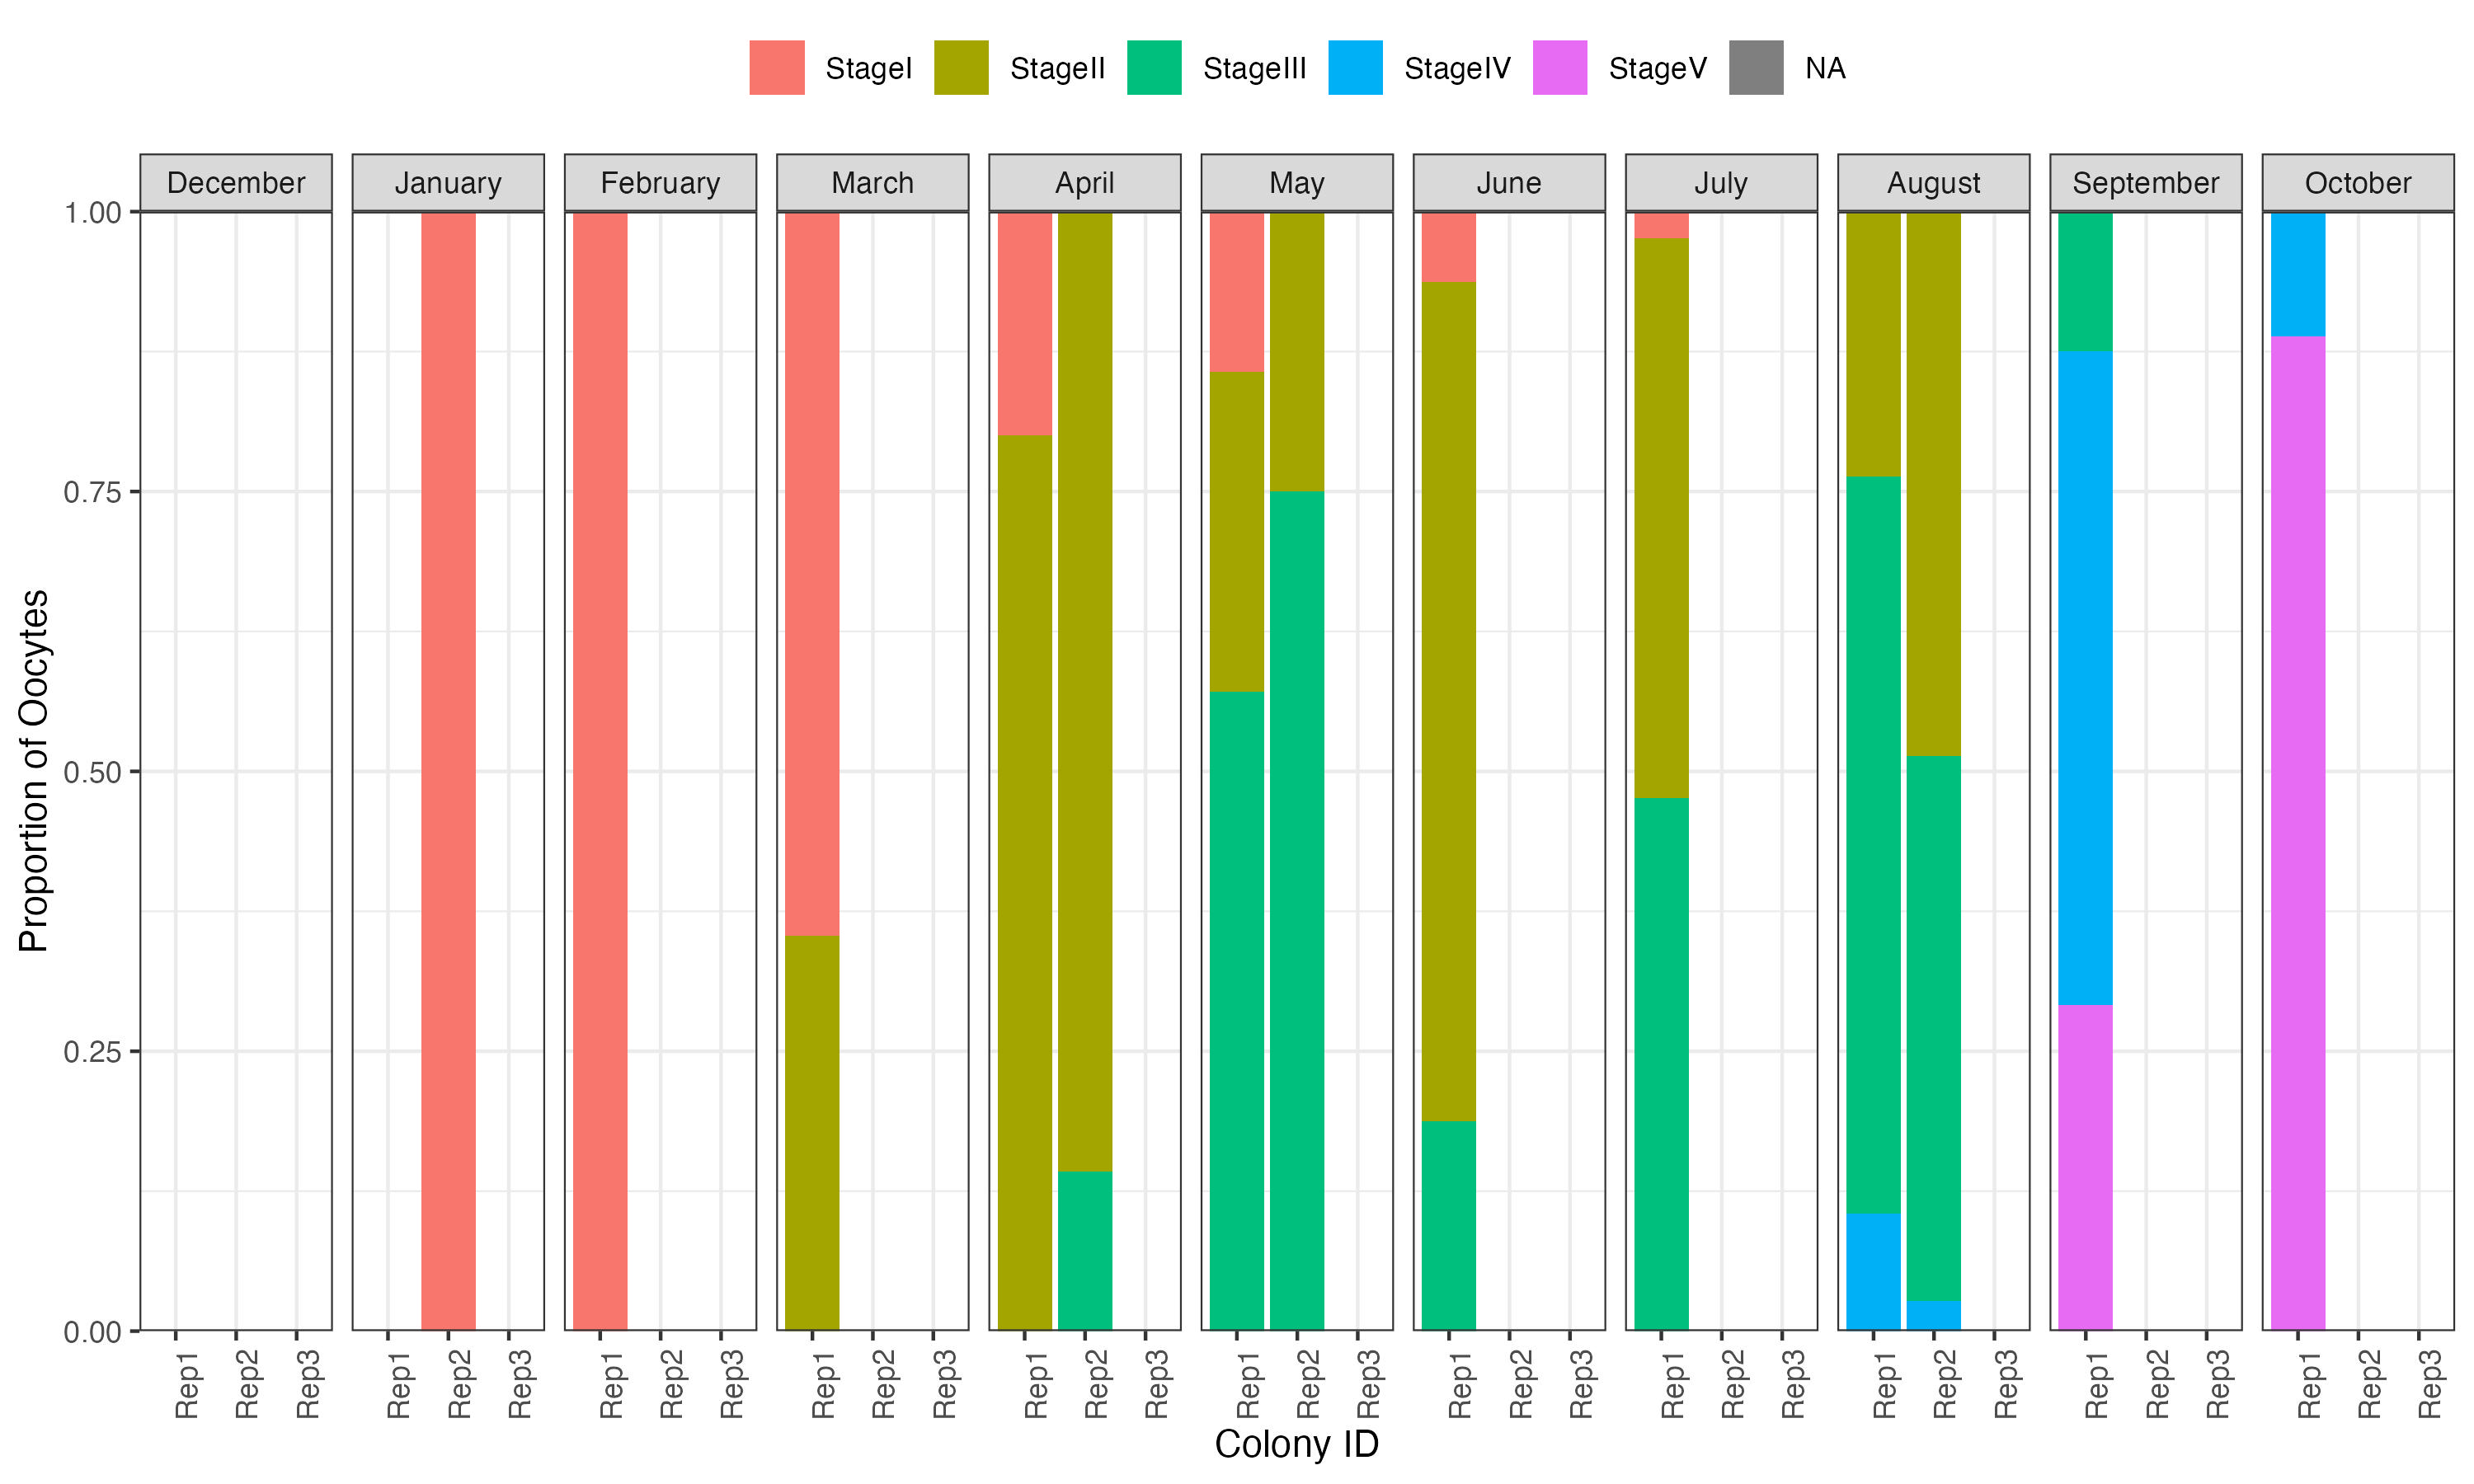 StageI StageII StageIII StageIV StageV NA
December January February March April May June July August September October
1.00
0.75
0.50
0.25
0.00
Proportion of Oocytes
Rep1 Rep2 Rep3 Rep1 Rep2 Rep3 Rep1 Rep2 Rep3 Rep1 Rep2 Rep3 Rep1 Rep2 Rep3 Rep1 Rep2 Rep3 Rep1 Rep2 Rep3 Rep1 Rep2 Rep3 Rep1 Rep2 Rep3 Rep1 Rep2 Rep3 Rep1 Rep2 Rep3
Colony ID